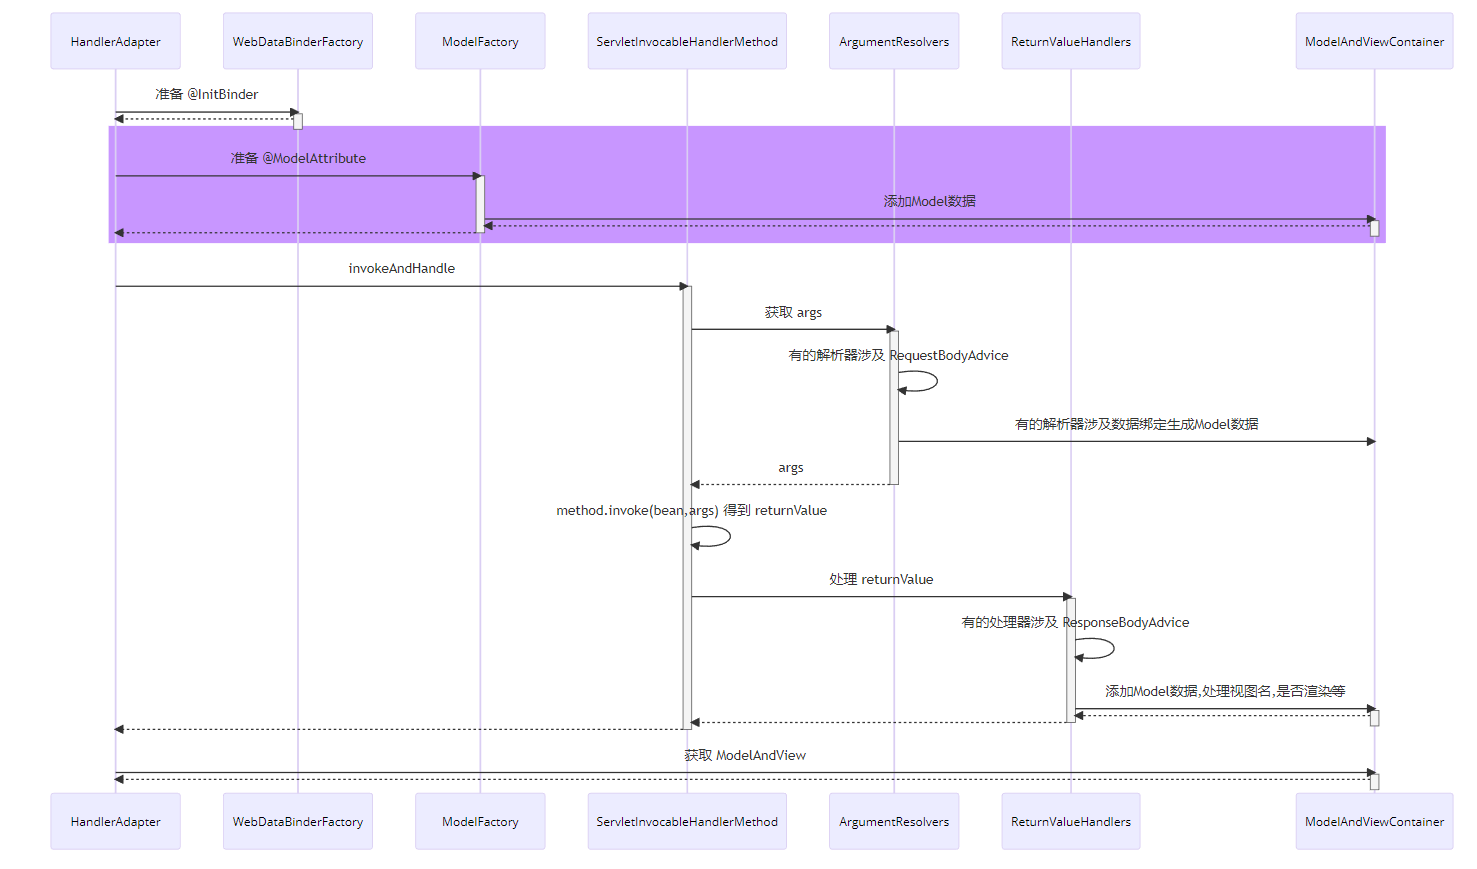 HandlerAdapter
WebDataBinderFactory
ModelFactory
ServletInvocableHandlerMethod
ArgumentResolvers
ReturnValueHandlers
ModelAndViewContainer
准备 @InitBinder
准备 @ModelAttribute
添加Model数据
invokeAndHandle
获取 args
有的解析器涉及 RequestBodyAdvice
有的解析器涉及数据绑定生成Model数据
args
method.invoke(bean,args) 得到 returnValue
处理 returnValue
有的处理器涉及 ResponseBodyAdvice
添加Model数据,处理视图名,是否渲染等
获取 ModelAndView
HandlerAdapter
WebDataBinderFactory
ModelFactory
ServletInvocableHandlerMethod
ArgumentResolvers
ReturnValueHandlers
ModelAndViewContainer